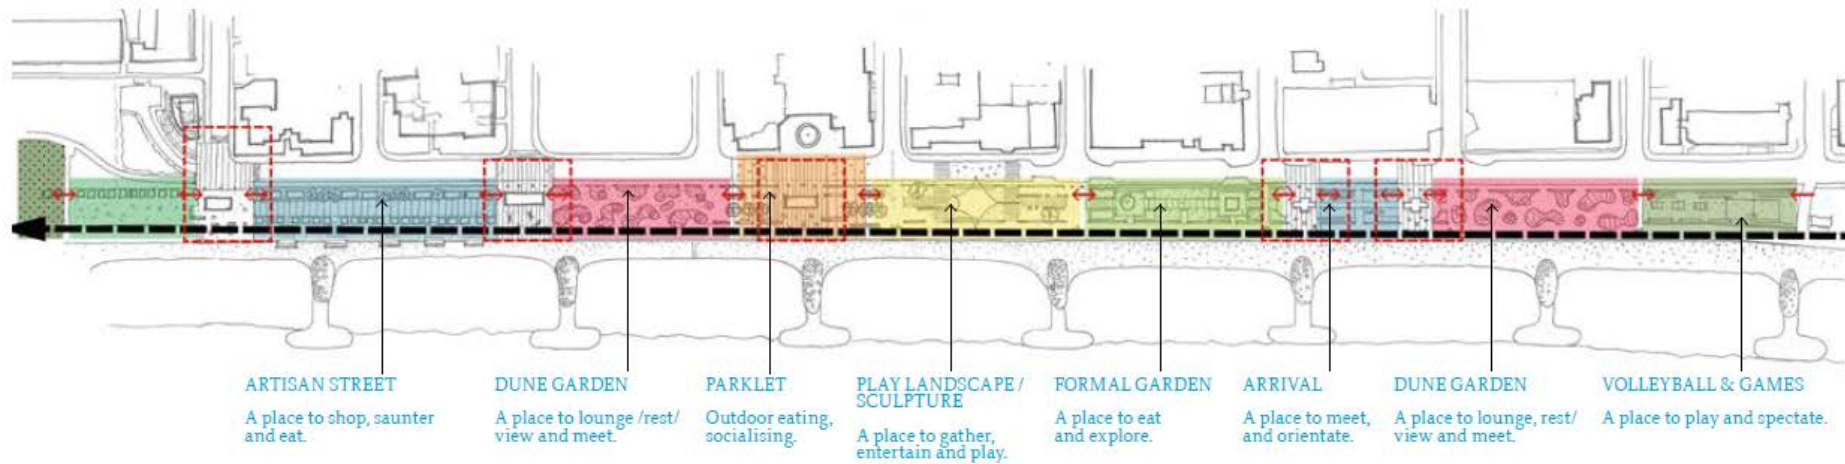 ARTISAN STREET
A place to shop, saunter
and eat.
DUNE GARDEN
A place to lounge /rest/
view and meet.
PARKLET
Outdoor eating,
socialising.
PLAY LANDSCAPE /
SCULPTURE
A place to gather,
entertain and play.
FORMAL GARDEN
A place to eat
and explore.
ARRIVAL
A place to meet,
and orientate.
DUNE GARDEN
A place to lounge, rest/
view and meet.
VOLLEYBALL & GAMES
A place to play and spectate.